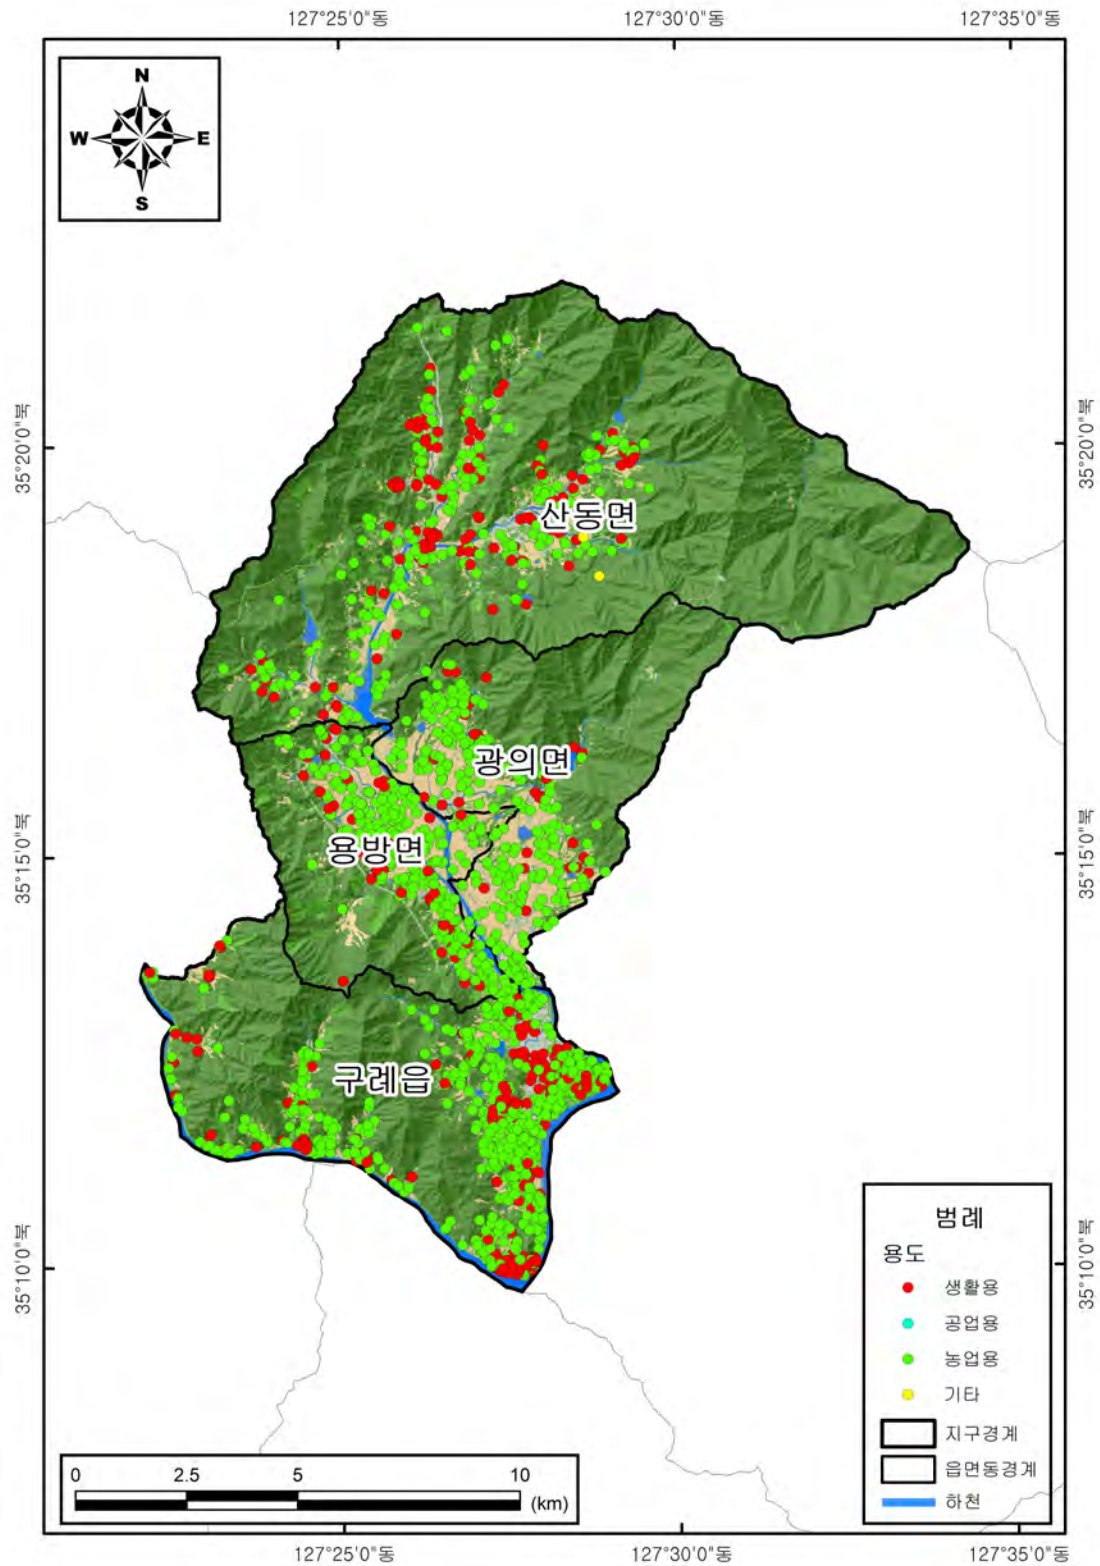 127°25'0"동
127°30'0"동
127°35'0"동
N
W
E
S
35°20'0"북
35°20'0"북
산동면
광의면
용방면
35°15'0"북
35°15'0"북
구례읍
35°10'0"북
35°10'0"북
범례
용도
생활용
공업용
농업용
기타
지구경계
읍면동경계
하천
0
2.5
5
10
(km)
127°25'0"동
127°30'0"동
127°35'0"동